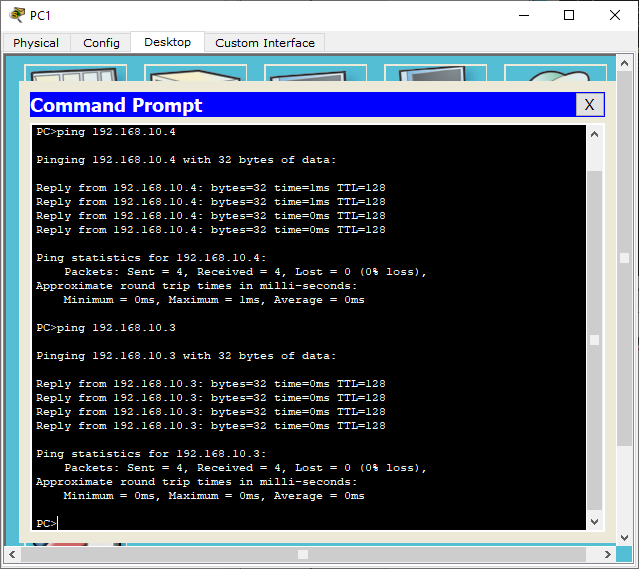 PC1
Physical Config Desktop Custom Interface
Command Prompt X
PC>ping 192.168.10.4
Pinging 192.168.10.4 with 32 bytes of data:
Reply from 192.168.10.4: bytes=32 time=1ms TTL=128
Reply from 192.168.10.4: bytes=32 time=1ms TTL=128
Reply from 192.168.10.4: bytes=32 time=0ms TTL=128
Reply from 192.168.10.4: bytes=32 time=0ms TTL=128
Ping statistics for 192.168.10.4:
Packets: Sent = 4, Received = 4, Lost = 0 (0% loss),
Approximate round trip times in milli-seconds:
Minimum = 0ms, Maximum = 1ms, Average = 0ms
PC>ping 192.168.10.3
Pinging 192.168.10.3 with 32 bytes of data:
Reply from 192.168.10.3: bytes=32 time=0ms TTL=128
Reply from 192.168.10.3: bytes=32 time=0ms TTL=128
Reply from 192.168.10.3: bytes=32 time=0ms TTL=128
Reply from 192.168.10.3: bytes=32 time=0ms TTL=128
Ping statistics for 192.168.10.3:
Packets: Sent = 4, Received = 4, Lost = 0 (0% loss),
Approximate round trip times in milli-seconds:
Minimum = 0ms, Maximum = 0ms, Average = 0ms
PC>